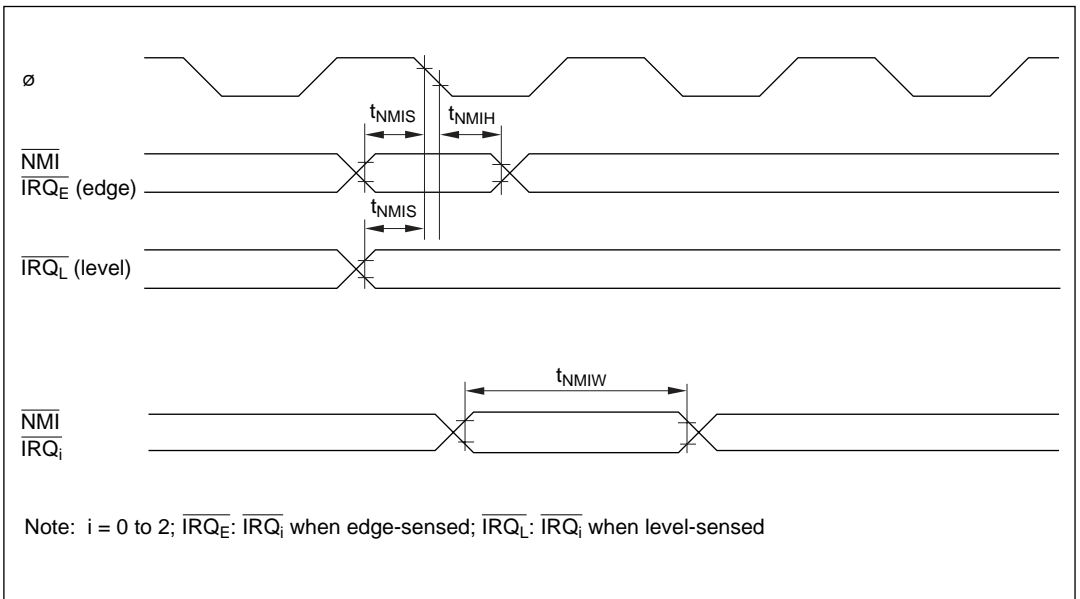 ø
tNMIS
tNMIH
NMI
IRQE (edge)
tNMIS
IRQL (level)
tNMIW
NMI
IRQi
Note: i = 0 to 2; IRQE: IRQi when edge-sensed; IRQL: IRQi when level-sensed